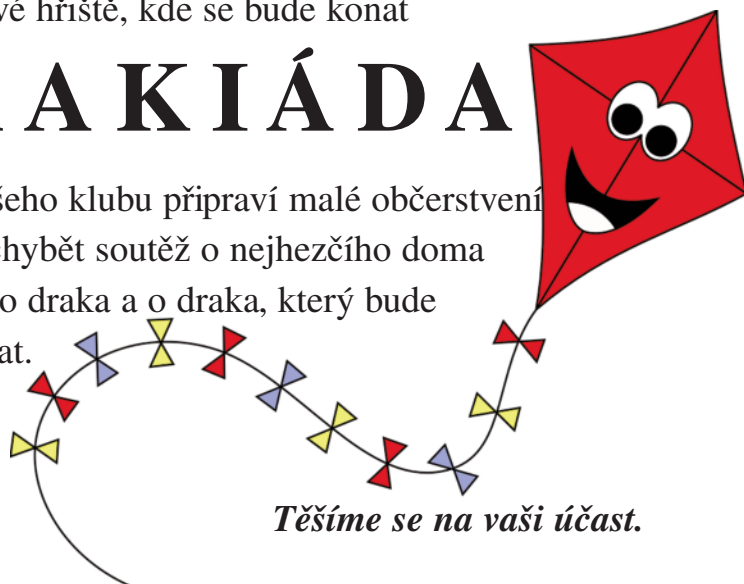 vé hřiště, kde se bude konat
AKIÁDA
šeho klubu připraví malé občerstvení
chybět soutěž o nejhezčího doma
o draka a o draka, který bude
at.
Těšíme se na vaši účast.